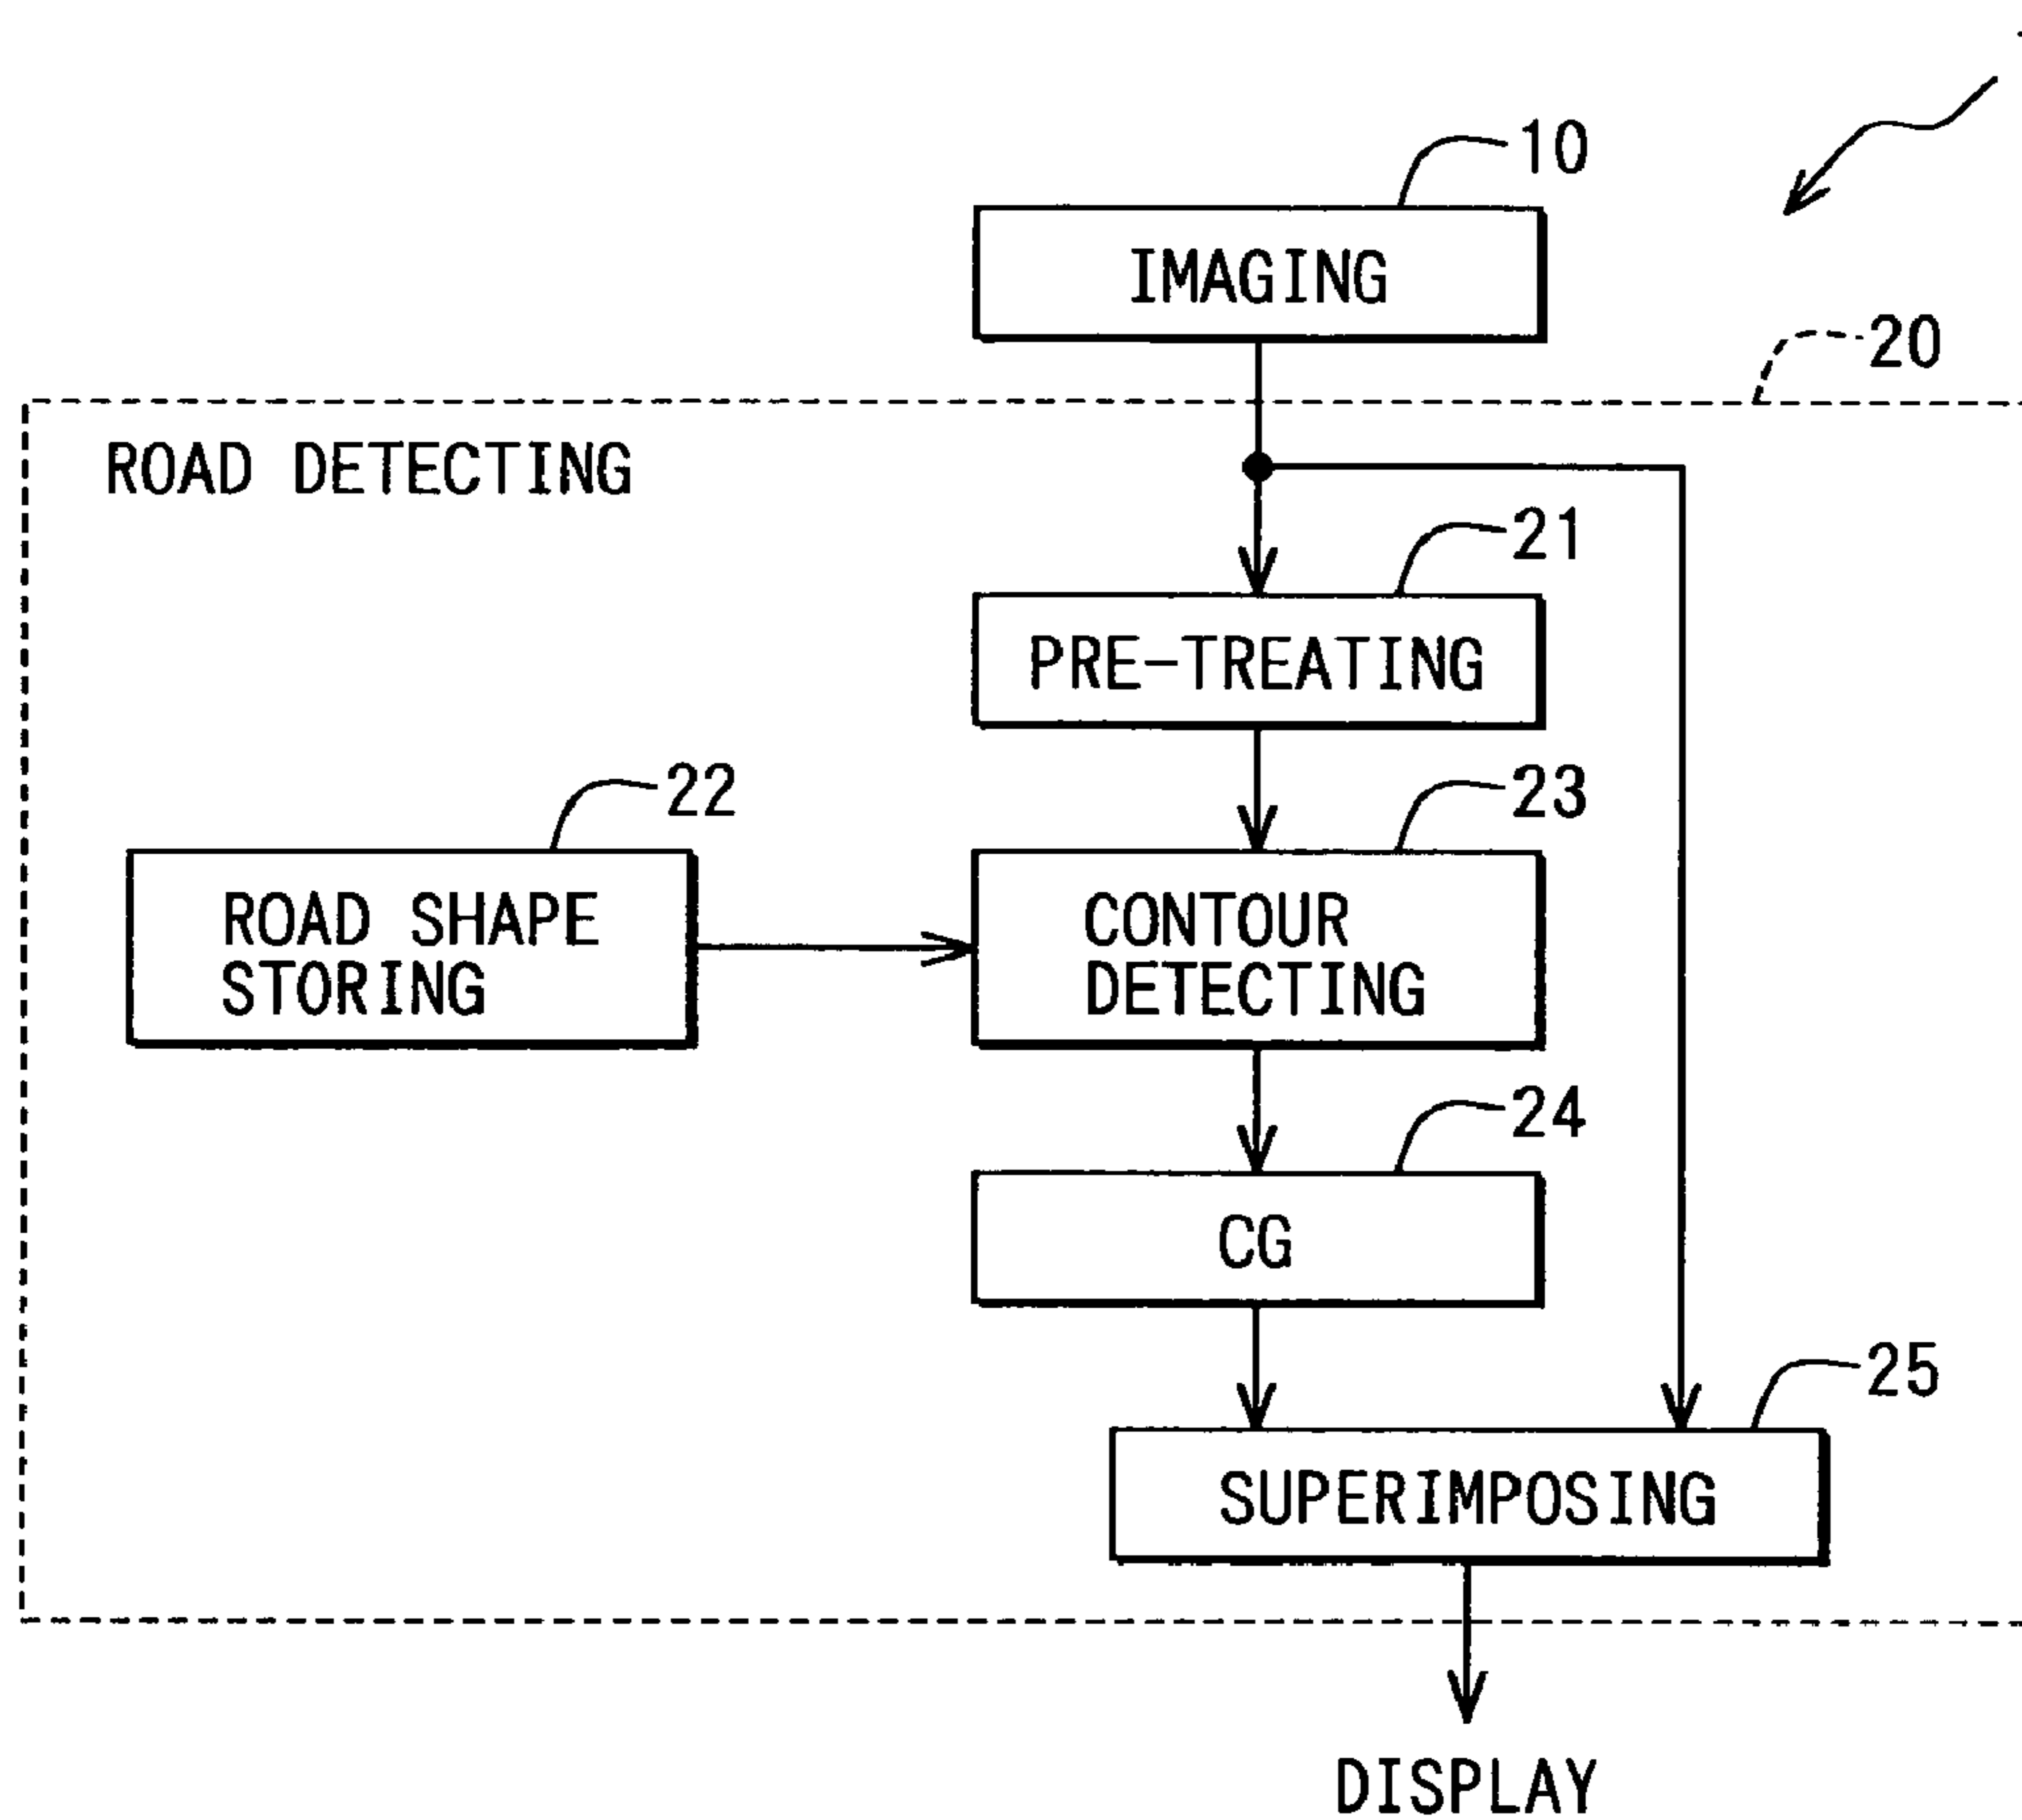 10
IMAGING
20
ROAD DETECTING
21
PRE-TREATING
22
23
ROAD SHAPE
STORING
CONTOUR
DETECTING
24
CG
25
SUPERIMPOSING
DISPLAY